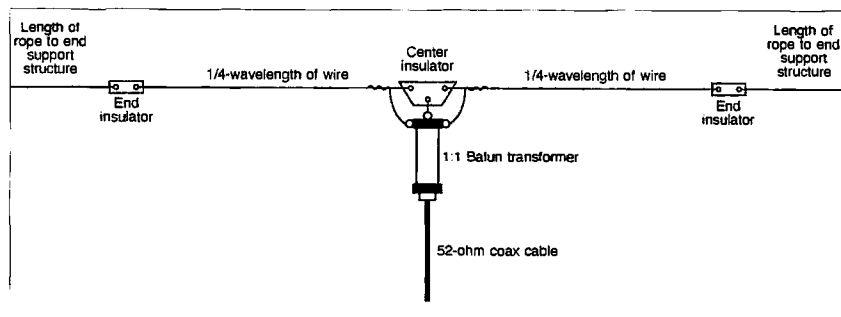 Length of
rope to end
support
structure
1/4-wavelength of wire
End
insulator
Center
insulator
1/4-wavelength of wire
Length of
rope to end
support
structure
End
insulator
1:1 Balun transformer
52-ohm coax cable